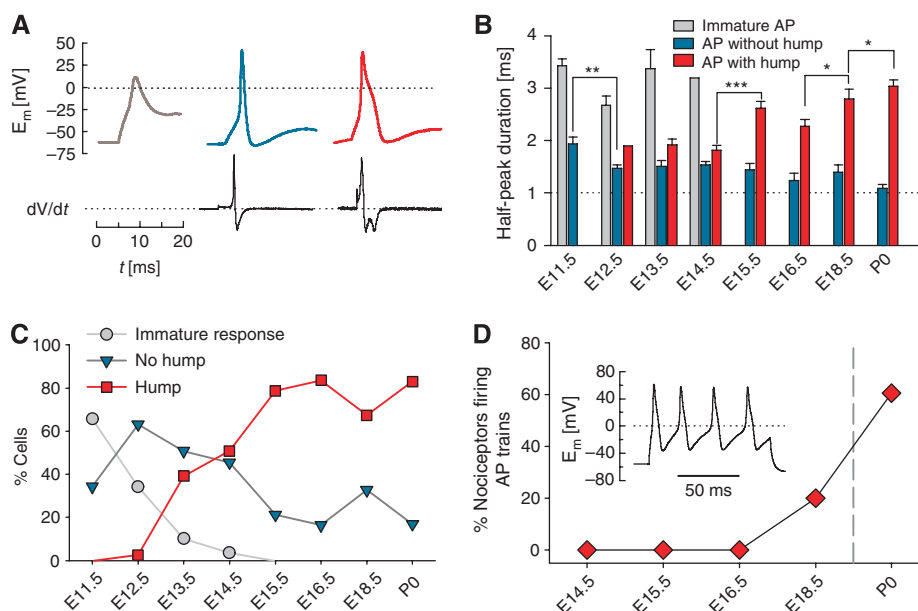 A
50
25
0
−25
−50
−75
Em [mV]
dV/dt
0 10 20
t [ms]
B
Immature AP
AP without hump
AP with hump
Half-peak duration [ms]
4
3
2
1
0
** *** * *
E11.5 E12.5 E13.5 E14.5 E15.5 E16.5 E18.5 P0
C
Immature response
No hump
Hump
% Cells
100
80
60
40
20
0
E11.5 E12.5 E13.5 E14.5 E15.5 E16.5 E18.5 P0
D
% Nociceptors firing
AP trains
80
60
40
20
0
Em [mV]
80
40
0
−40
−80
50 ms
E14.5 E15.5 E16.5 E18.5 P0